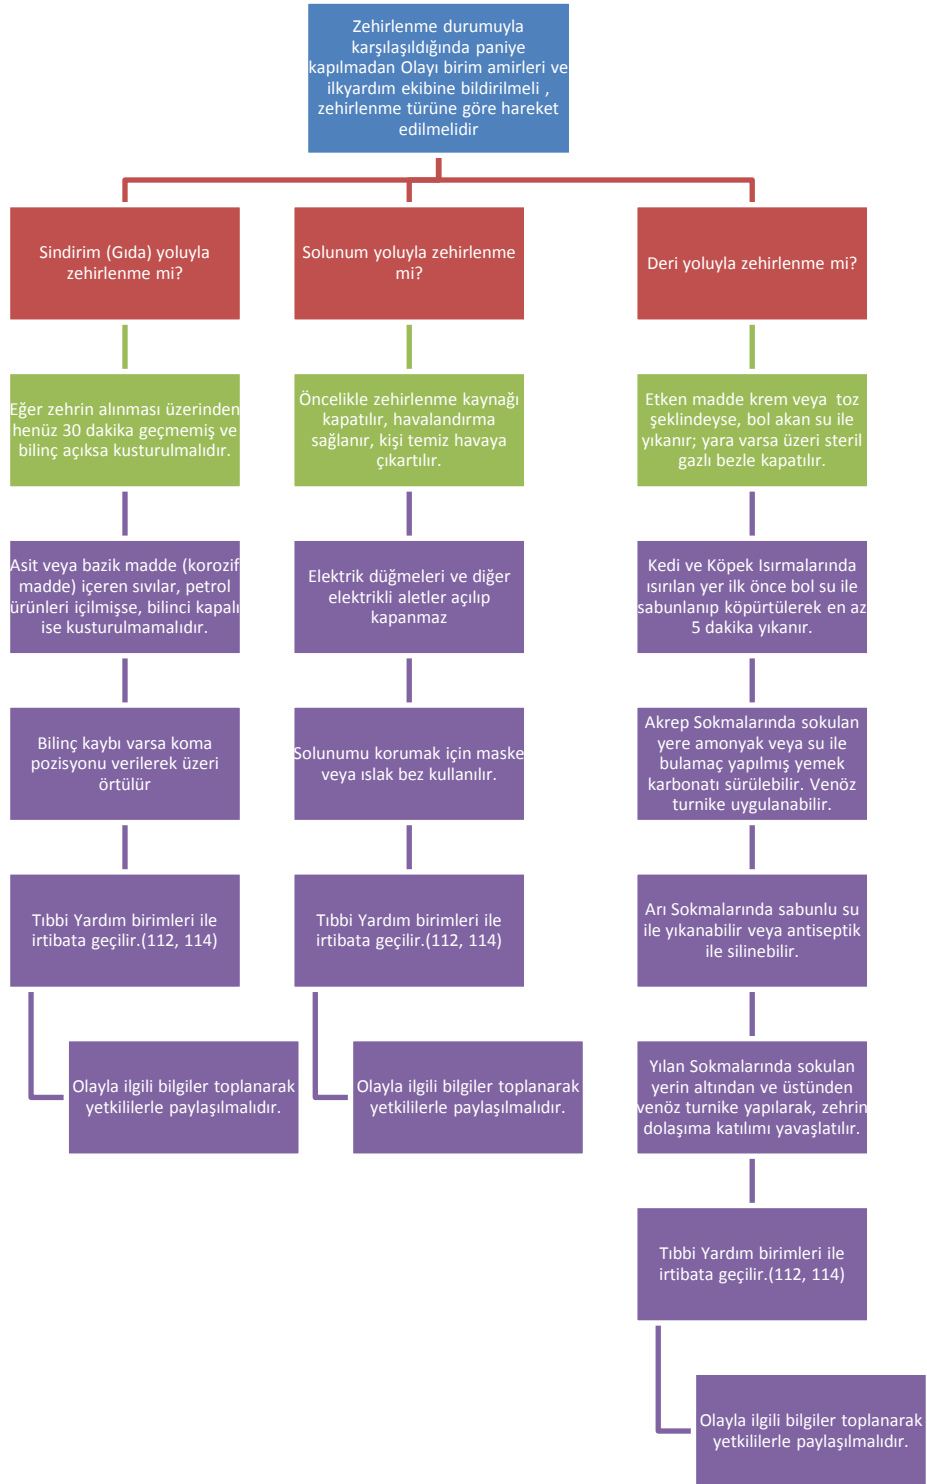 Zehirlenme durumuyla
karşılaşıldığında paniye
kapılmadan Olayı birim amirleri ve
ilkyardım ekibine bildirilmeli ,
zehirlenme türüne göre hareket
edilmelidir
Sindirim (Gıda) yoluyla
zehirlenme mi?
Eğer zehrin alınması üzerinden
henüz 30 dakika geçmemiş ve
bilinç açıksa kusturulmalıdır.
Asit veya bazik madde (korozif
madde) içeren sıvılar, petrol
ürünleri içilmişse, bilinci kapalı
ise kusturulmamalıdır.
Bilinç kaybı varsa koma
pozisyonu verilerek üzeri
örtülür
Tıbbi Yardım birimleri ile
irtibata geçilir.(112, 114)
Olayla ilgili bilgiler toplanarak
yetkililerle paylaşılmalıdır.
Solunum yoluyla zehirlenme
mi?
Öncelikle zehirlenme kaynağı
kapatılır, havalandırma
sağlanır, kişi temiz havaya
çıkartılır.
Elektrik düğmeleri ve diğer
elektrikli aletler açılıp
kapanmaz
Solunumu korumak için maske
veya ıslak bez kullanılır.
Tıbbi Yardım birimleri ile
irtibata geçilir.(112, 114)
Olayla ilgili bilgiler toplanarak
yetkililerle paylaşılmalıdır.
Deri yoluyla zehirlenme mi?
Etken madde krem veya toz
şeklindeyse, bol akan su ile
yıkanır; yara varsa üzeri steril
gazlı bezle kapatılır.
Kedi ve Köpek Isırmalarında
ısırılan yer ilk önce bol su ile
sabunlanıp köpürtülerek en az
5 dakika yıkanır.
Akrep Sokmalarında sokulan
yere amonyak veya su ile
bulamaç yapılmış yemek
karbonatı sürülebilir. Venöz
turnike uygulanabilir.
Arı Sokmalarında sabunlu su
ile yıkanabilir veya antiseptik
ile silinebilir.
Yılan Sokmalarında sokulan
yerin altından ve üstünden
venöz turnike yapılarak, zehrin
dolaşıma katılımı yavaşlatılır.
Tıbbi Yardım birimleri ile
irtibata geçilir.(112, 114)
Olayla ilgili bilgiler toplanarak
yetkililerle paylaşılmalıdır.